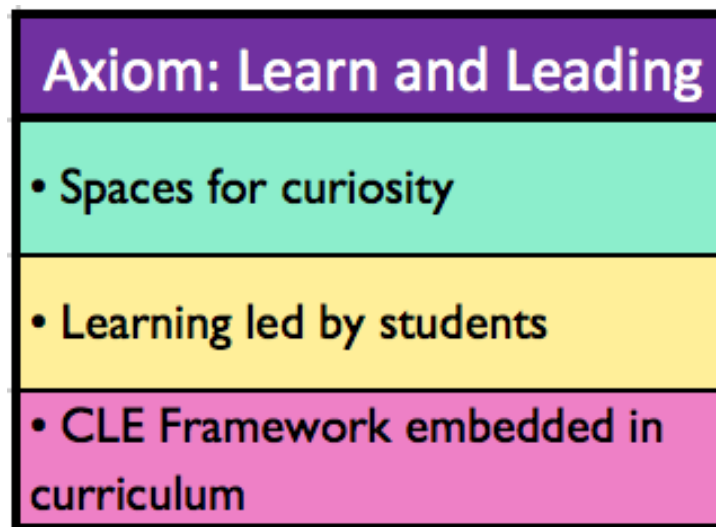 Axiom: Learn and Leading
• Spaces for curiosity
• Learning led by students
• CLE Framework embedded in
curriculum